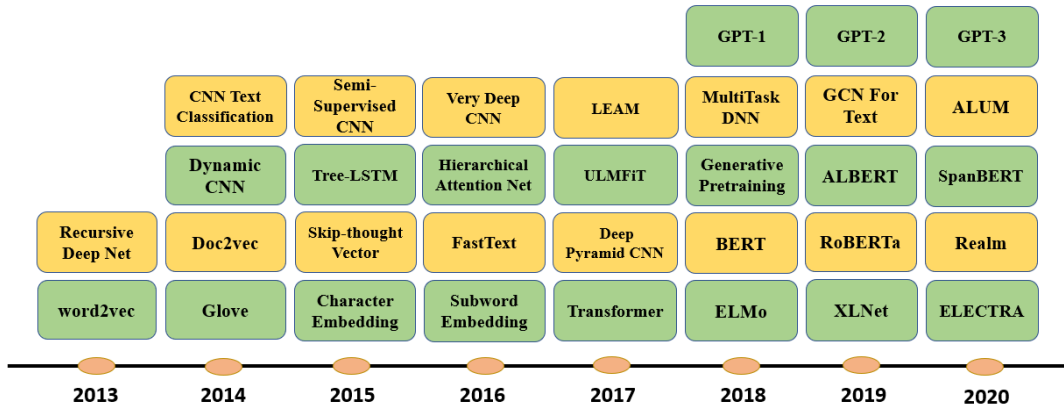 GPT-1
GPT-2
GPT-3
CNN Text
Classification
Semi-
Supervised
CNN
Very Deep
CNN
LEAM
MultiTask
DNN
GCN For
Text
ALUM
Dynamic
CNN
Tree-LSTM
Hierarchical
Attention Net
ULMFiT
Generative
Pretraining
ALBERT
SpanBERT
Recursive
Deep Net
Doc2vec
Skip-thought
Vector
FastText
Deep
Pyramid CNN
BERT
RoBERTa
Realm
word2vec
Glove
Character
Embedding
Subword
Embedding
Transformer
ELMo
XLNet
ELECTRA
2013
2014
2015
2016
2017
2018
2019
2020